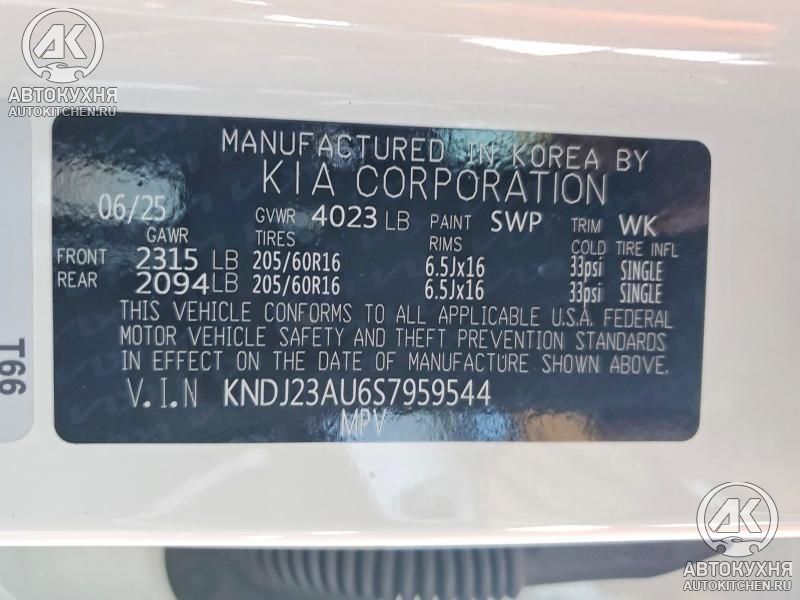 AK
АВТОКУХНЯ
AUTOKITCHEN.RU
MANUFACTURED IN KOREA BY
KIA CORPORATION
06/25 GVWR 4023 LB PAINT SWP TRIM WK
GAWR TIRES RIMS COLD TIRE INFL
FRONT 2315 LB 205/60R16 6.5Jx16 33psi SINGLE
REAR 2094LB 205/60R16 6.5Jx16 33psi SINGLE
THIS VEHICLE CONFORMS TO ALL APPLICABLE U.S.A. FEDERAL
MOTOR VEHICLE SAFETY AND THEFT PREVENTION STANDARDS
IN EFFECT ON THE DATE OF MANUFACTURE SHOWN ABOVE.
V.I.N KNDJ23AU6S7959544
MPV
T66
AK
АВТОКУХНЯ
AUTOKITCHEN.RU